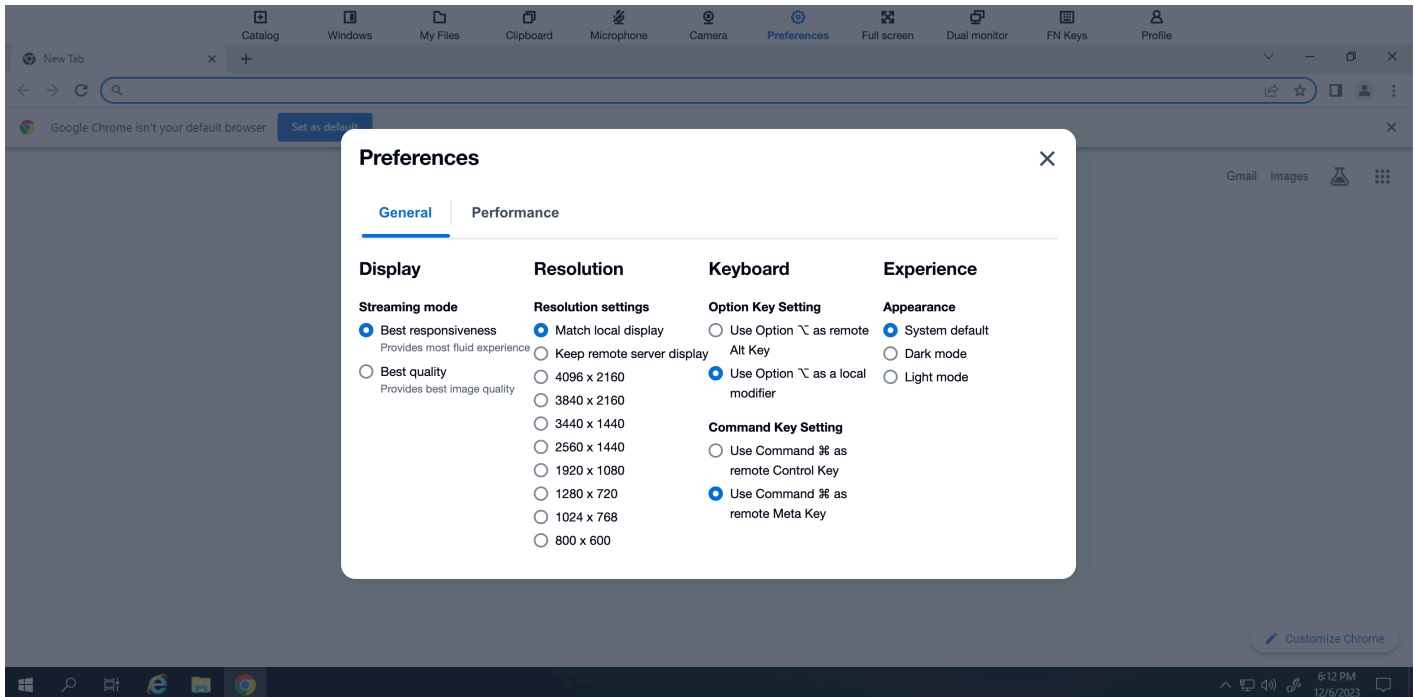 Catalog
Windows
My Files
Clipboard
Microphone
Camera
Preferences
Full screen
Dual monitor
FN Keys
Profile
New Tab
Google Chrome isn't your default browser
Set as default
Gmail
Images
Preferences
General
Performance
Display
Streaming mode
Best responsiveness
Provides most fluid experience
Best quality
Provides best image quality
Resolution
Resolution settings
Match local display
Keep remote server display
4096 x 2160
3840 x 2160
3440 x 1440
2560 x 1440
1920 x 1080
1280 x 720
1024 x 768
800 x 600
Keyboard
Option Key Setting
Use Option ⌥ as remote
Alt Key
Use Option ⌥ as a local
modifier
Command Key Setting
Use Command ⌘ as
remote Control Key
Use Command ⌘ as
remote Meta Key
Experience
Appearance
System default
Dark mode
Light mode
Customize Chrome
6:12 PM
12/6/2023